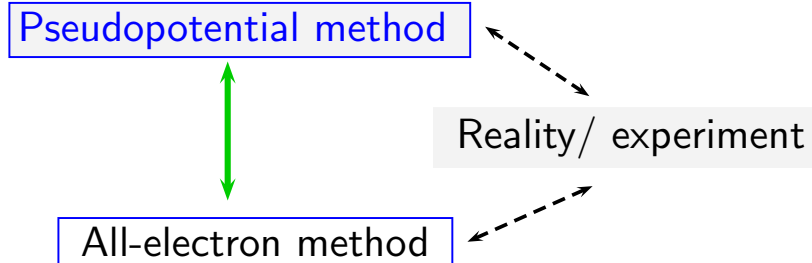 Pseudopotential method
Reality/ experiment
All-electron method